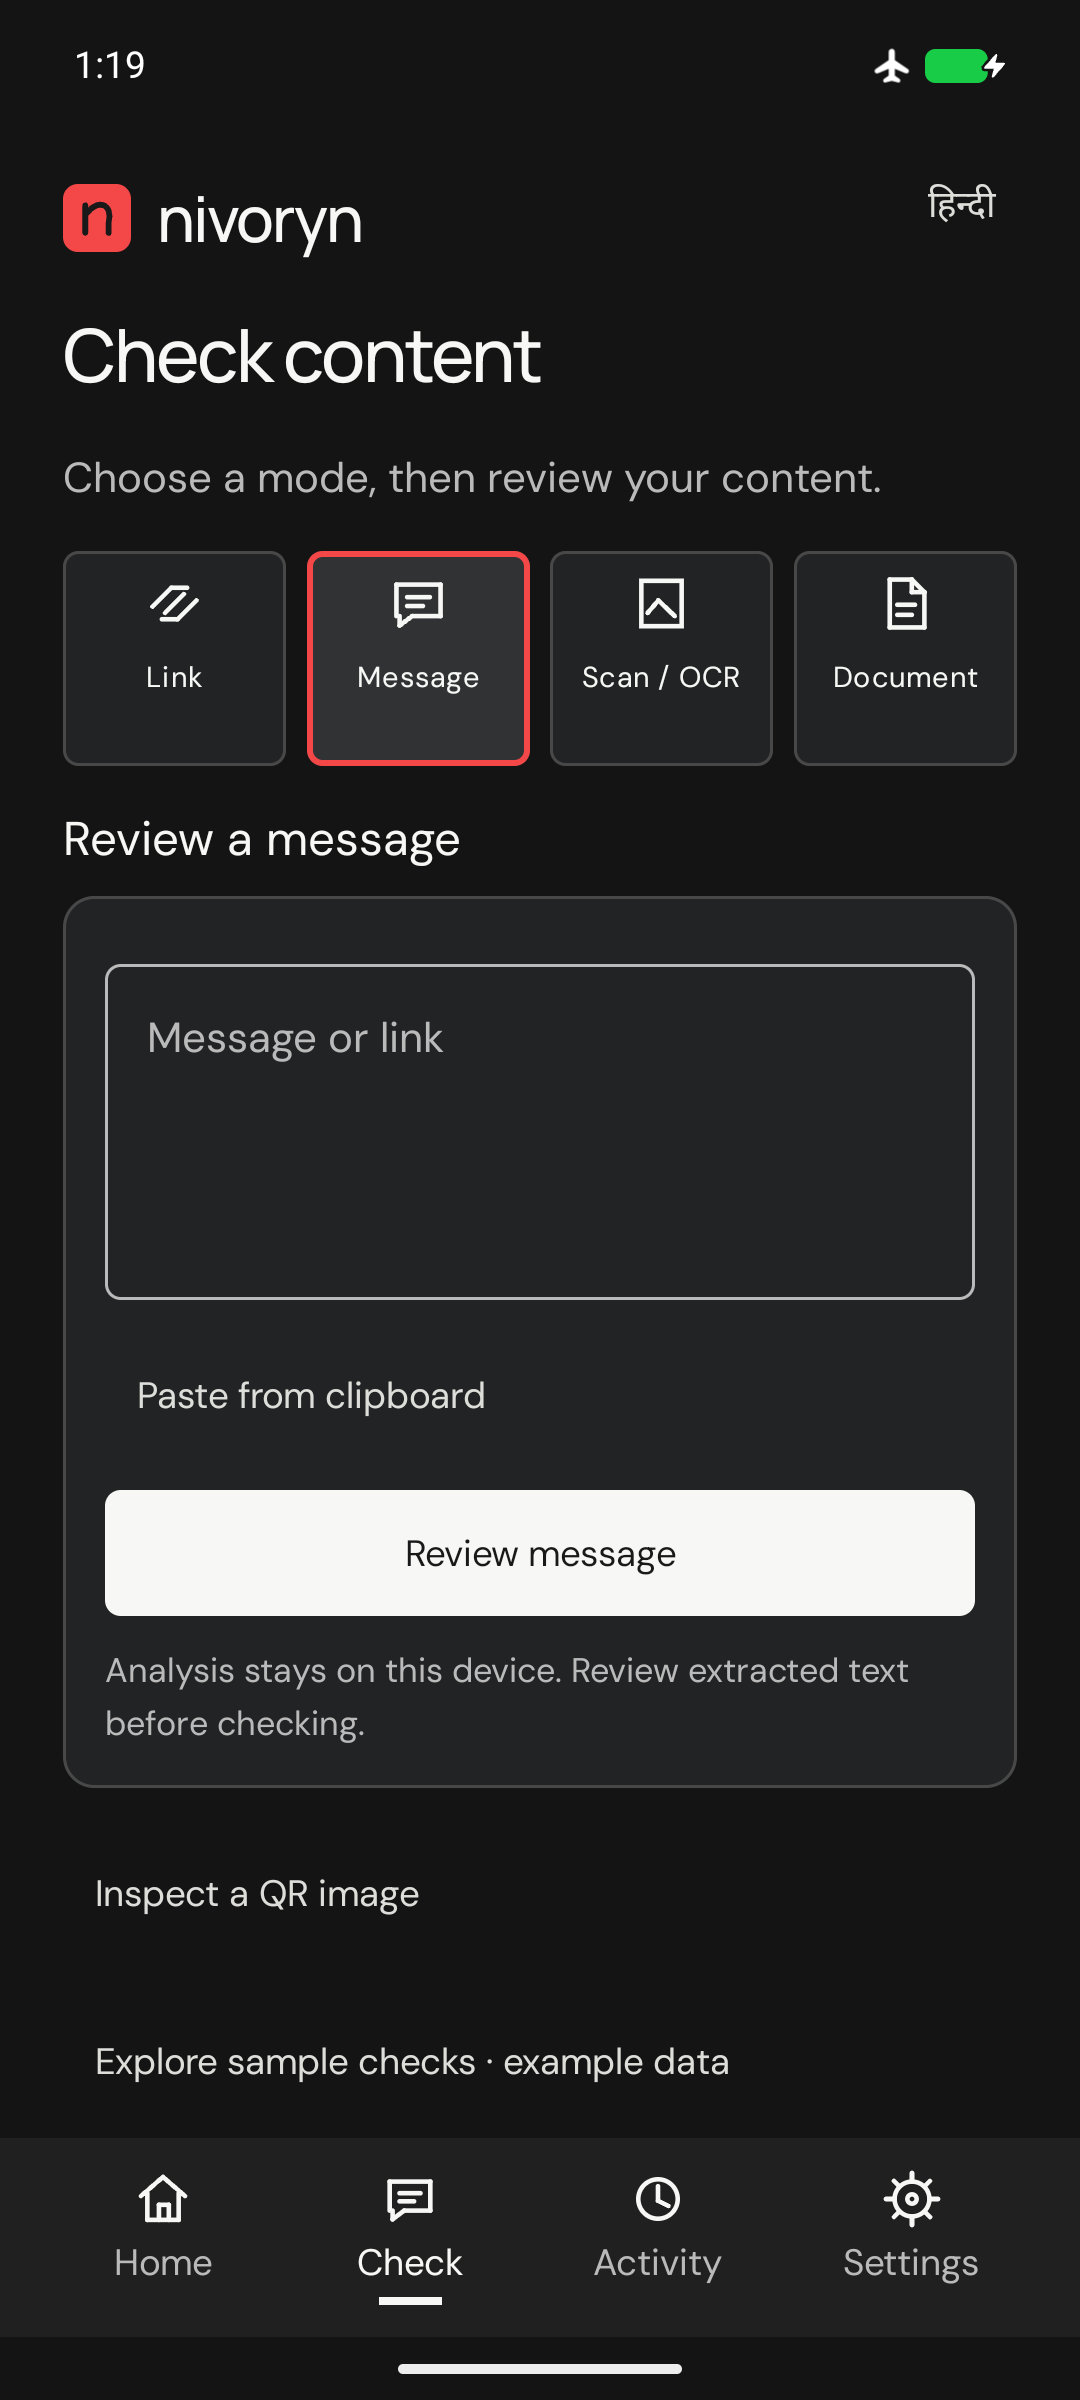 1:19
n nivoryn
हिन्दी
Check content
Choose a mode, then review your content.
Link
Message
Scan / OCR
Document
Review a message
Message or link
Paste from clipboard
Review message
Analysis stays on this device. Review extracted text
before checking.
Inspect a QR image
Explore sample checks · example data
Home
Check
Activity
Settings